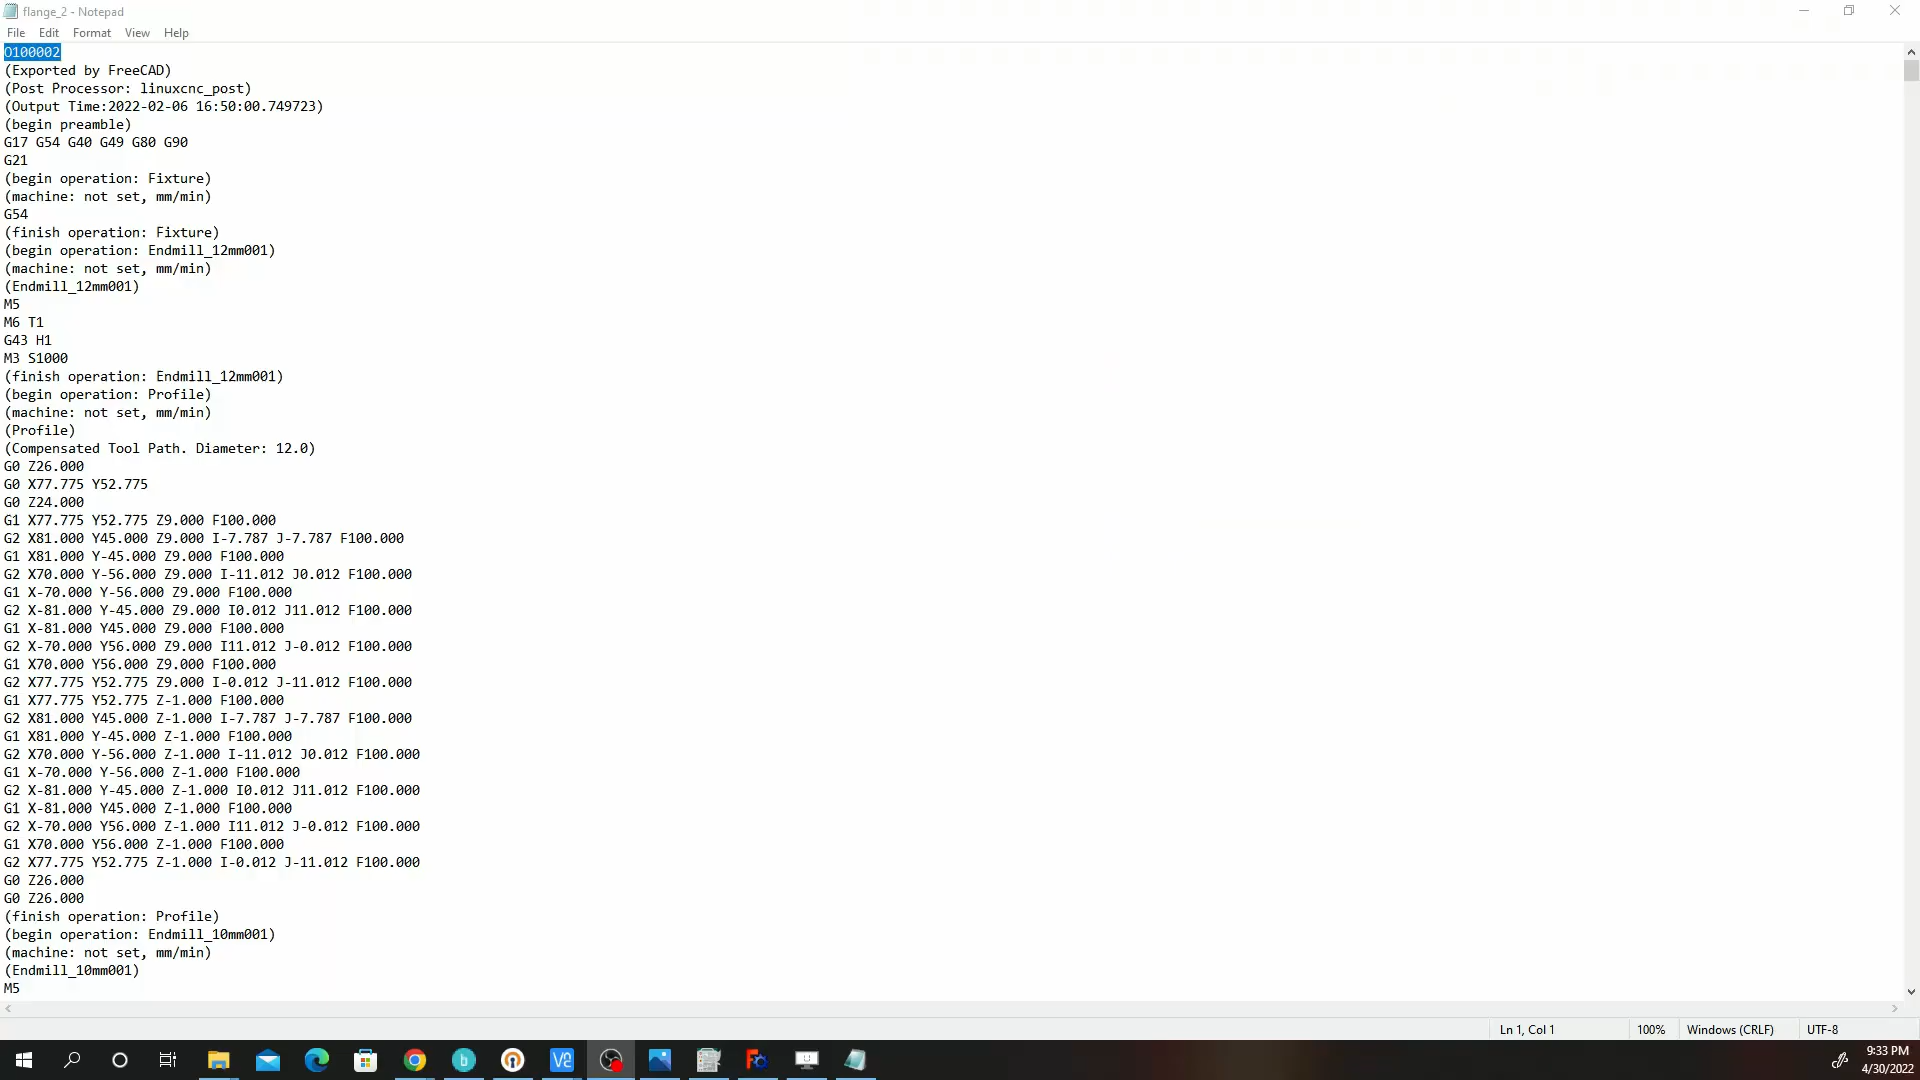 flange_2 - Notepad
File Edit Format View Help
O100002
(Exported by FreeCAD)
(Post Processor: linuxcnc_post)
(Output Time:2022-02-06 16:50:00.749723)
(begin preamble)
G17 G54 G40 G49 G80 G90
G21
(begin operation: Fixture)
(machine: not set, mm/min)
G54
(finish operation: Fixture)
(begin operation: Endmill_12mm001)
(machine: not set, mm/min)
(Endmill_12mm001)
M5
M6 T1
G43 H1
M3 S1000
(finish operation: Endmill_12mm001)
(begin operation: Profile)
(machine: not set, mm/min)
(Profile)
(Compensated Tool Path. Diameter: 12.0)
G0 Z26.000
G0 X77.775 Y52.775
G0 Z24.000
G1 X77.775 Y52.775 Z9.000 F100.000
G2 X81.000 Y45.000 Z9.000 I-7.787 J-7.787 F100.000
G1 X81.000 Y-45.000 Z9.000 F100.000
G2 X70.000 Y-56.000 Z9.000 I-11.012 J0.012 F100.000
G1 X-70.000 Y-56.000 Z9.000 F100.000
G2 X-81.000 Y-45.000 Z9.000 I0.012 J11.012 F100.000
G1 X-81.000 Y45.000 Z9.000 F100.000
G2 X-70.000 Y56.000 Z9.000 I11.012 J-0.012 F100.000
G1 X70.000 Y56.000 Z9.000 F100.000
G2 X77.775 Y52.775 Z9.000 I-0.012 J-11.012 F100.000
G1 X77.775 Y52.775 Z-1.000 F100.000
G2 X81.000 Y45.000 Z-1.000 I-7.787 J-7.787 F100.000
G1 X81.000 Y-45.000 Z-1.000 F100.000
G2 X70.000 Y-56.000 Z-1.000 I-11.012 J0.012 F100.000
G1 X-70.000 Y-56.000 Z-1.000 F100.000
G2 X-81.000 Y-45.000 Z-1.000 I0.012 J11.012 F100.000
G1 X-81.000 Y45.000 Z-1.000 F100.000
G2 X-70.000 Y56.000 Z-1.000 I11.012 J-0.012 F100.000
G1 X70.000 Y56.000 Z-1.000 F100.000
G2 X77.775 Y52.775 Z-1.000 I-0.012 J-11.012 F100.000
G0 Z26.000
G0 Z26.000
(finish operation: Profile)
(begin operation: Endmill_10mm001)
(machine: not set, mm/min)
(Endmill_10mm001)
M5
Ln 1, Col 1 100% Windows (CRLF) UTF-8
9:33 PM
4/30/2022